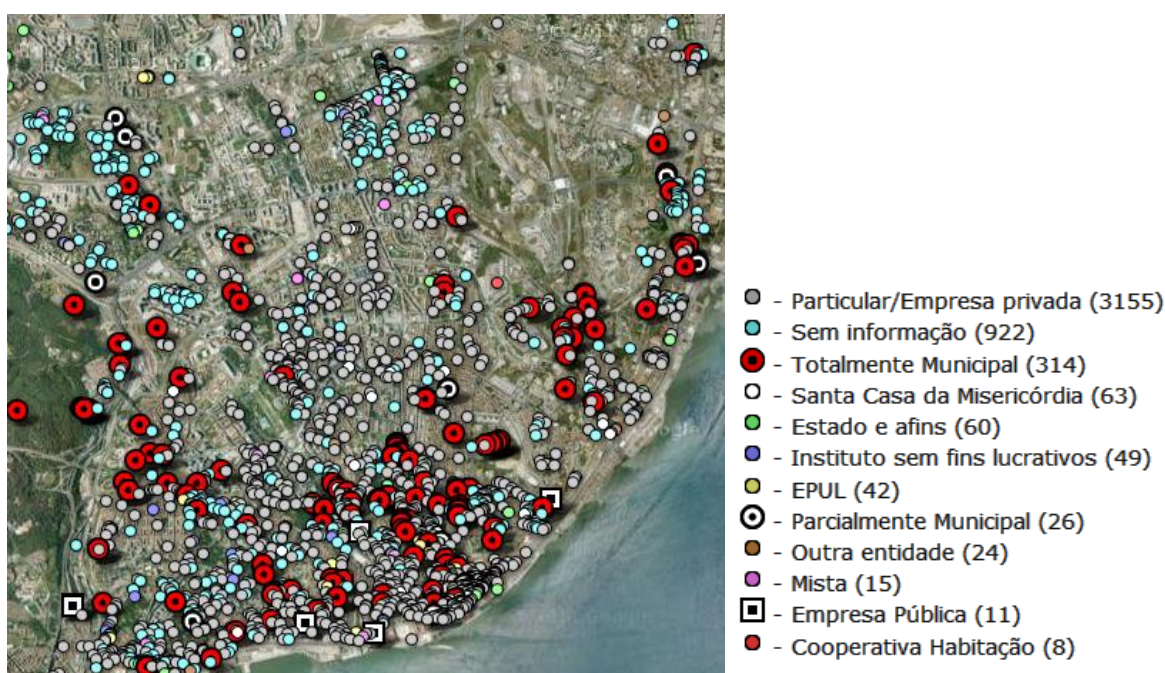 - Particular/Empresa privada (3155)
- Sem informação (922)
- Totalmente Municipal (314)
- Santa Casa da Misericórdia (63)
- Estado e afins (60)
- Instituto sem fins lucrativos (49)
- EPUL (42)
- Parcialmente Municipal (26)
- Outra entidade (24)
- Mista (15)
- Empresa Pública (11)
- Cooperativa Habitação (8)